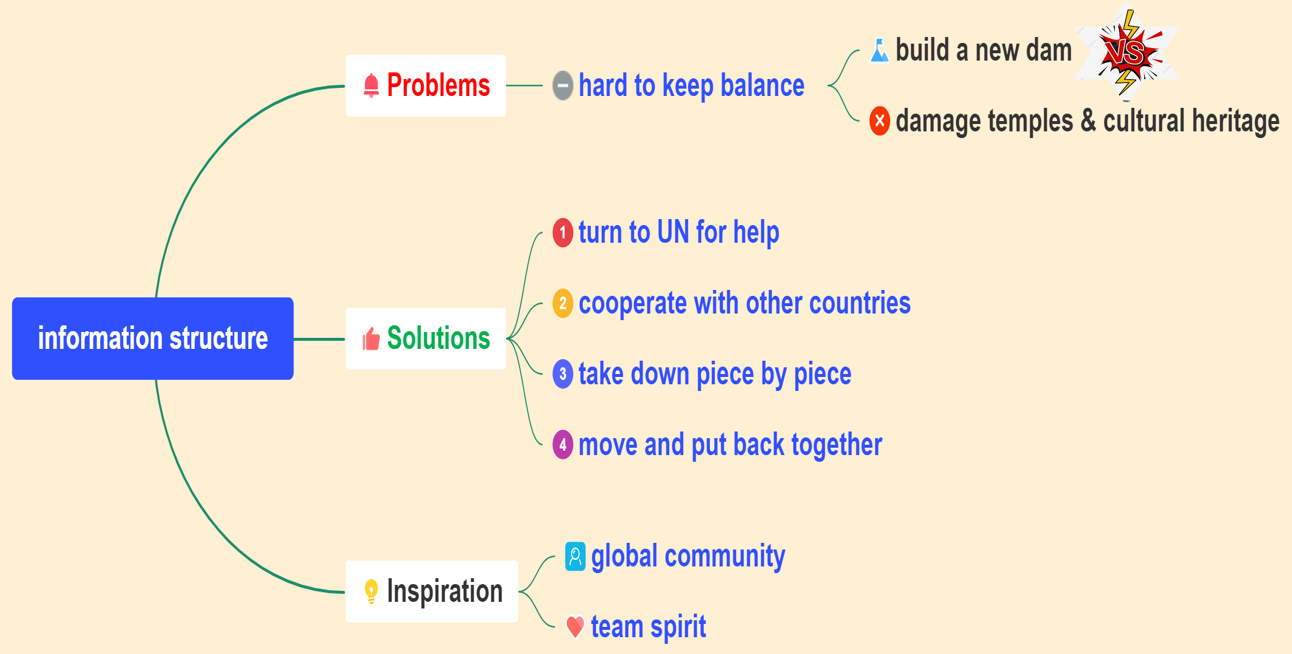 build a new dam
VS
Problems
hard to keep balance
damage temples & cultural heritage
1 turn to UN for help
2 cooperate with other countries
information structure
Solutions
3 take down piece by piece
4 move and put back together
global community
Inspiration
team spirit